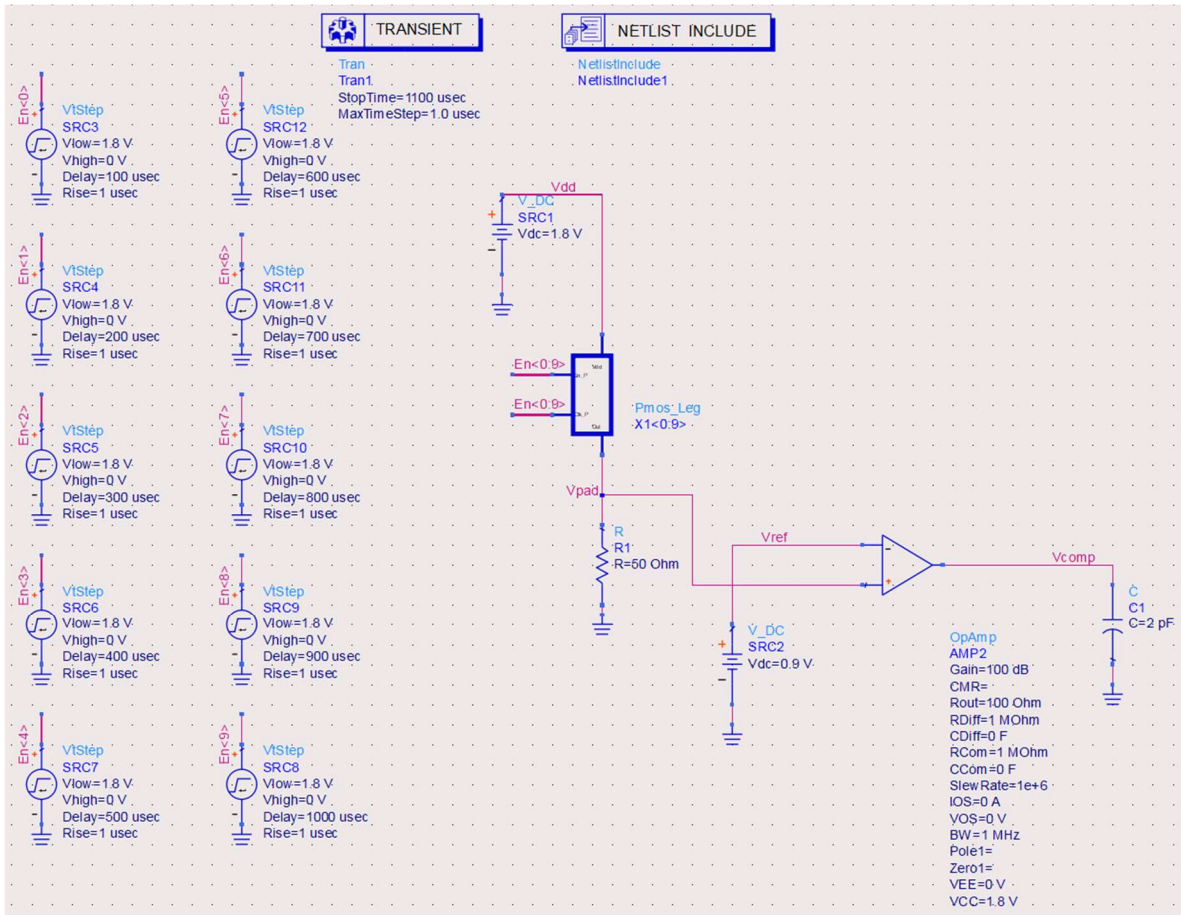 TRANSIENT
Tran
Tran1
StopTime=1100 usec
MaxTimeStep=1.0 usec
NETLIST INCLUDE
NetlistInclude
NetlistInclude1
En<0>
VtStep
SRC3
Vlow=1.8 V
Vhigh=0 V
Delay=100 usec
Rise=1 usec
En<5>
VtStep
SRC12
Vlow=1.8 V
Vhigh=0 V
Delay=600 usec
Rise=1 usec
En<1>
VtStep
SRC4
Vlow=1.8 V
Vhigh=0 V
Delay=200 usec
Rise=1 usec
En<6>
VtStep
SRC11
Vlow=1.8 V
Vhigh=0 V
Delay=700 usec
Rise=1 usec
En<2>
VtStep
SRC5
Vlow=1.8 V
Vhigh=0 V
Delay=300 usec
Rise=1 usec
En<7>
VtStep
SRC10
Vlow=1.8 V
Vhigh=0 V
Delay=800 usec
Rise=1 usec
En<3>
VtStep
SRC6
Vlow=1.8 V
Vhigh=0 V
Delay=400 usec
Rise=1 usec
En<8>
VtStep
SRC9
Vlow=1.8 V
Vhigh=0 V
Delay=900 usec
Rise=1 usec
En<4>
VtStep
SRC7
Vlow=1.8 V
Vhigh=0 V
Delay=500 usec
Rise=1 usec
En<9>
VtStep
SRC8
Vlow=1.8 V
Vhigh=0 V
Delay=1000 usec
Rise=1 usec
Vdd
V_DC
SRC1
Vdc=1.8 V
En<0:9>
En<0:9>
Vdd
Out
Pmos_Leg
X1<0:9>
Vpad
R
R1
R=50 Ohm
Vref
V_DC
SRC2
Vdc=0.9 V
Vcomp
C
C1
C=2 pF
OpAmp
AMP2
Gain=100 dB
CMR=
Rout=100 Ohm
RDiff=1 MOhm
CDiff=0 F
RCom=1 MOhm
CCom=0 F
SlewRate=1e+6
IOS=0 A
VOS=0 V
BW=1 MHz
Pole1=
Zero1=
VEE=0 V
VCC=1.8 V